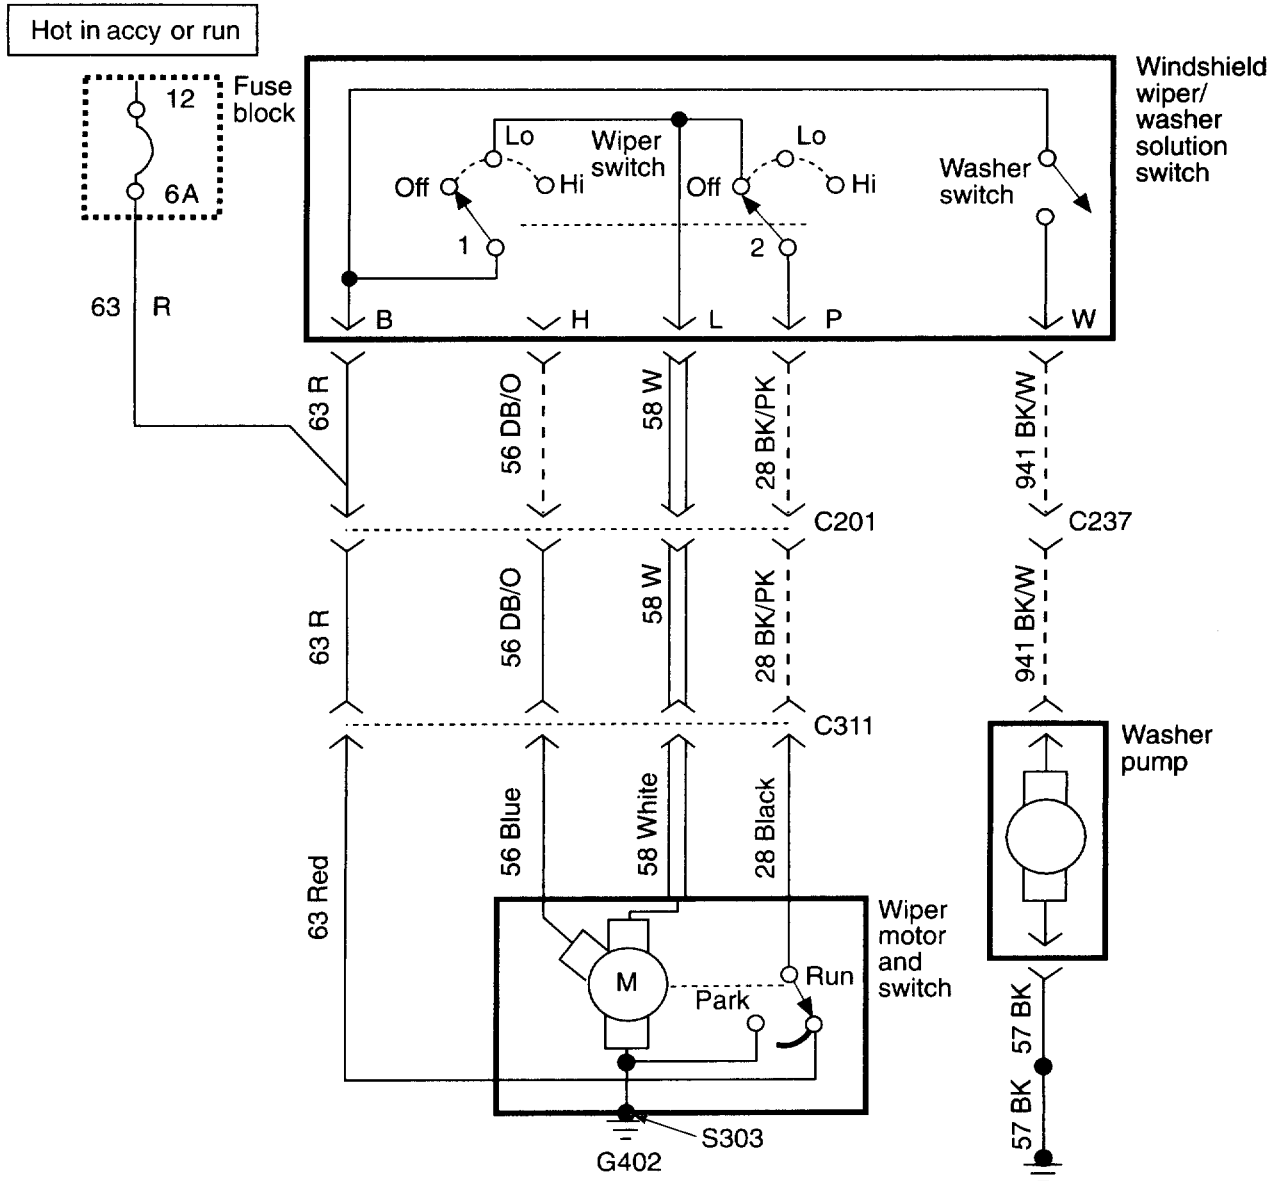 Hot in accy or run
12
6A
Fuse
block
63 R
Windshield
wiper/
washer
solution
switch
Wiper
switch
Off
Lo
Hi
1
Off
Lo
Hi
2
Washer
switch
B
H
L
P
W
63 R
56 DB/O
58 W
28 BK/PK
941 BK/W
C201
C237
63 R
56 DB/O
58 W
28 BK/PK
941 BK/W
C311
63 Red
56 Blue
58 White
28 Black
Washer
pump
Wiper
motor
and
switch
M
Park
Run
57 BK
57 BK
S303
G402